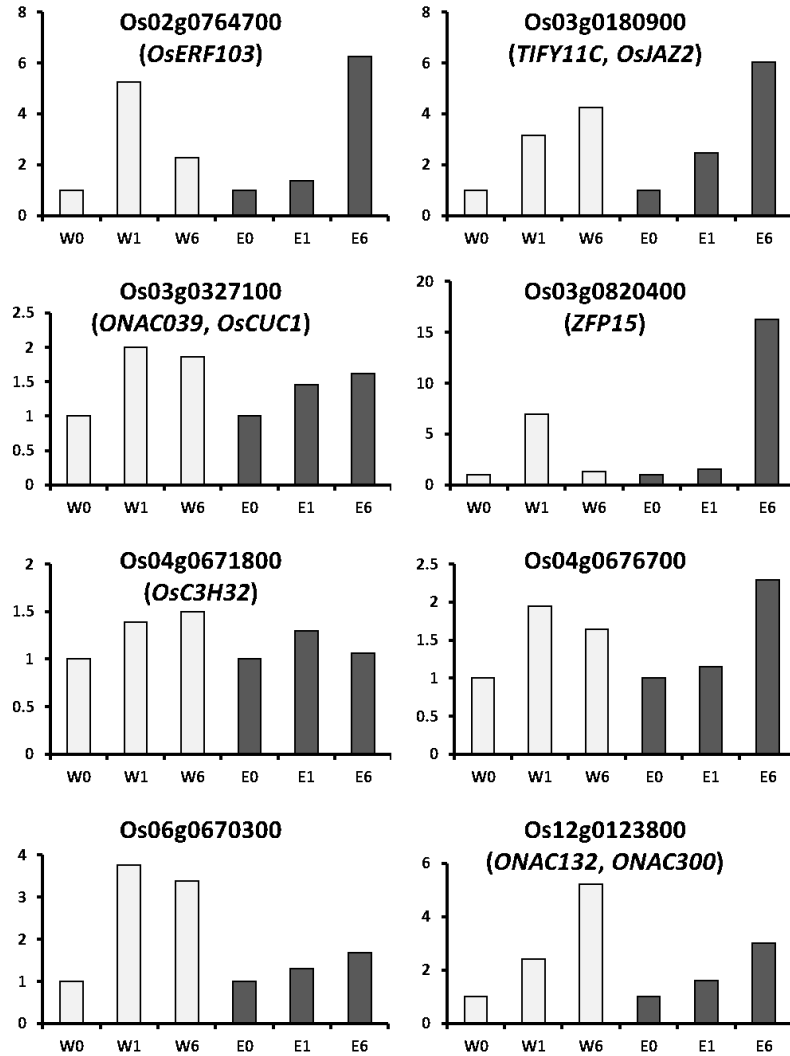 Os02g0764700
(OsERF103)
8
6
4
2
0
W0 W1 W6 E0 E1 E6
Os03g0180900
(TIFY11C, OsJAZ2)
8
6
4
2
0
W0 W1 W6 E0 E1 E6
Os03g0327100
(ONAC039, OsCUC1)
2.5
2
1.5
1
0.5
0
W0 W1 W6 E0 E1 E6
Os03g0820400
(ZFP15)
20
15
10
5
0
W0 W1 W6 E0 E1 E6
Os04g0671800
(OsC3H32)
2
1.5
1
0.5
0
W0 W1 W6 E0 E1 E6
Os04g0676700
2.5
2
1.5
1
0.5
0
W0 W1 W6 E0 E1 E6
Os06g0670300
4
3
2
1
0
W0 W1 W6 E0 E1 E6
Os12g0123800
(ONAC132, ONAC300)
6
4
2
0
W0 W1 W6 E0 E1 E6